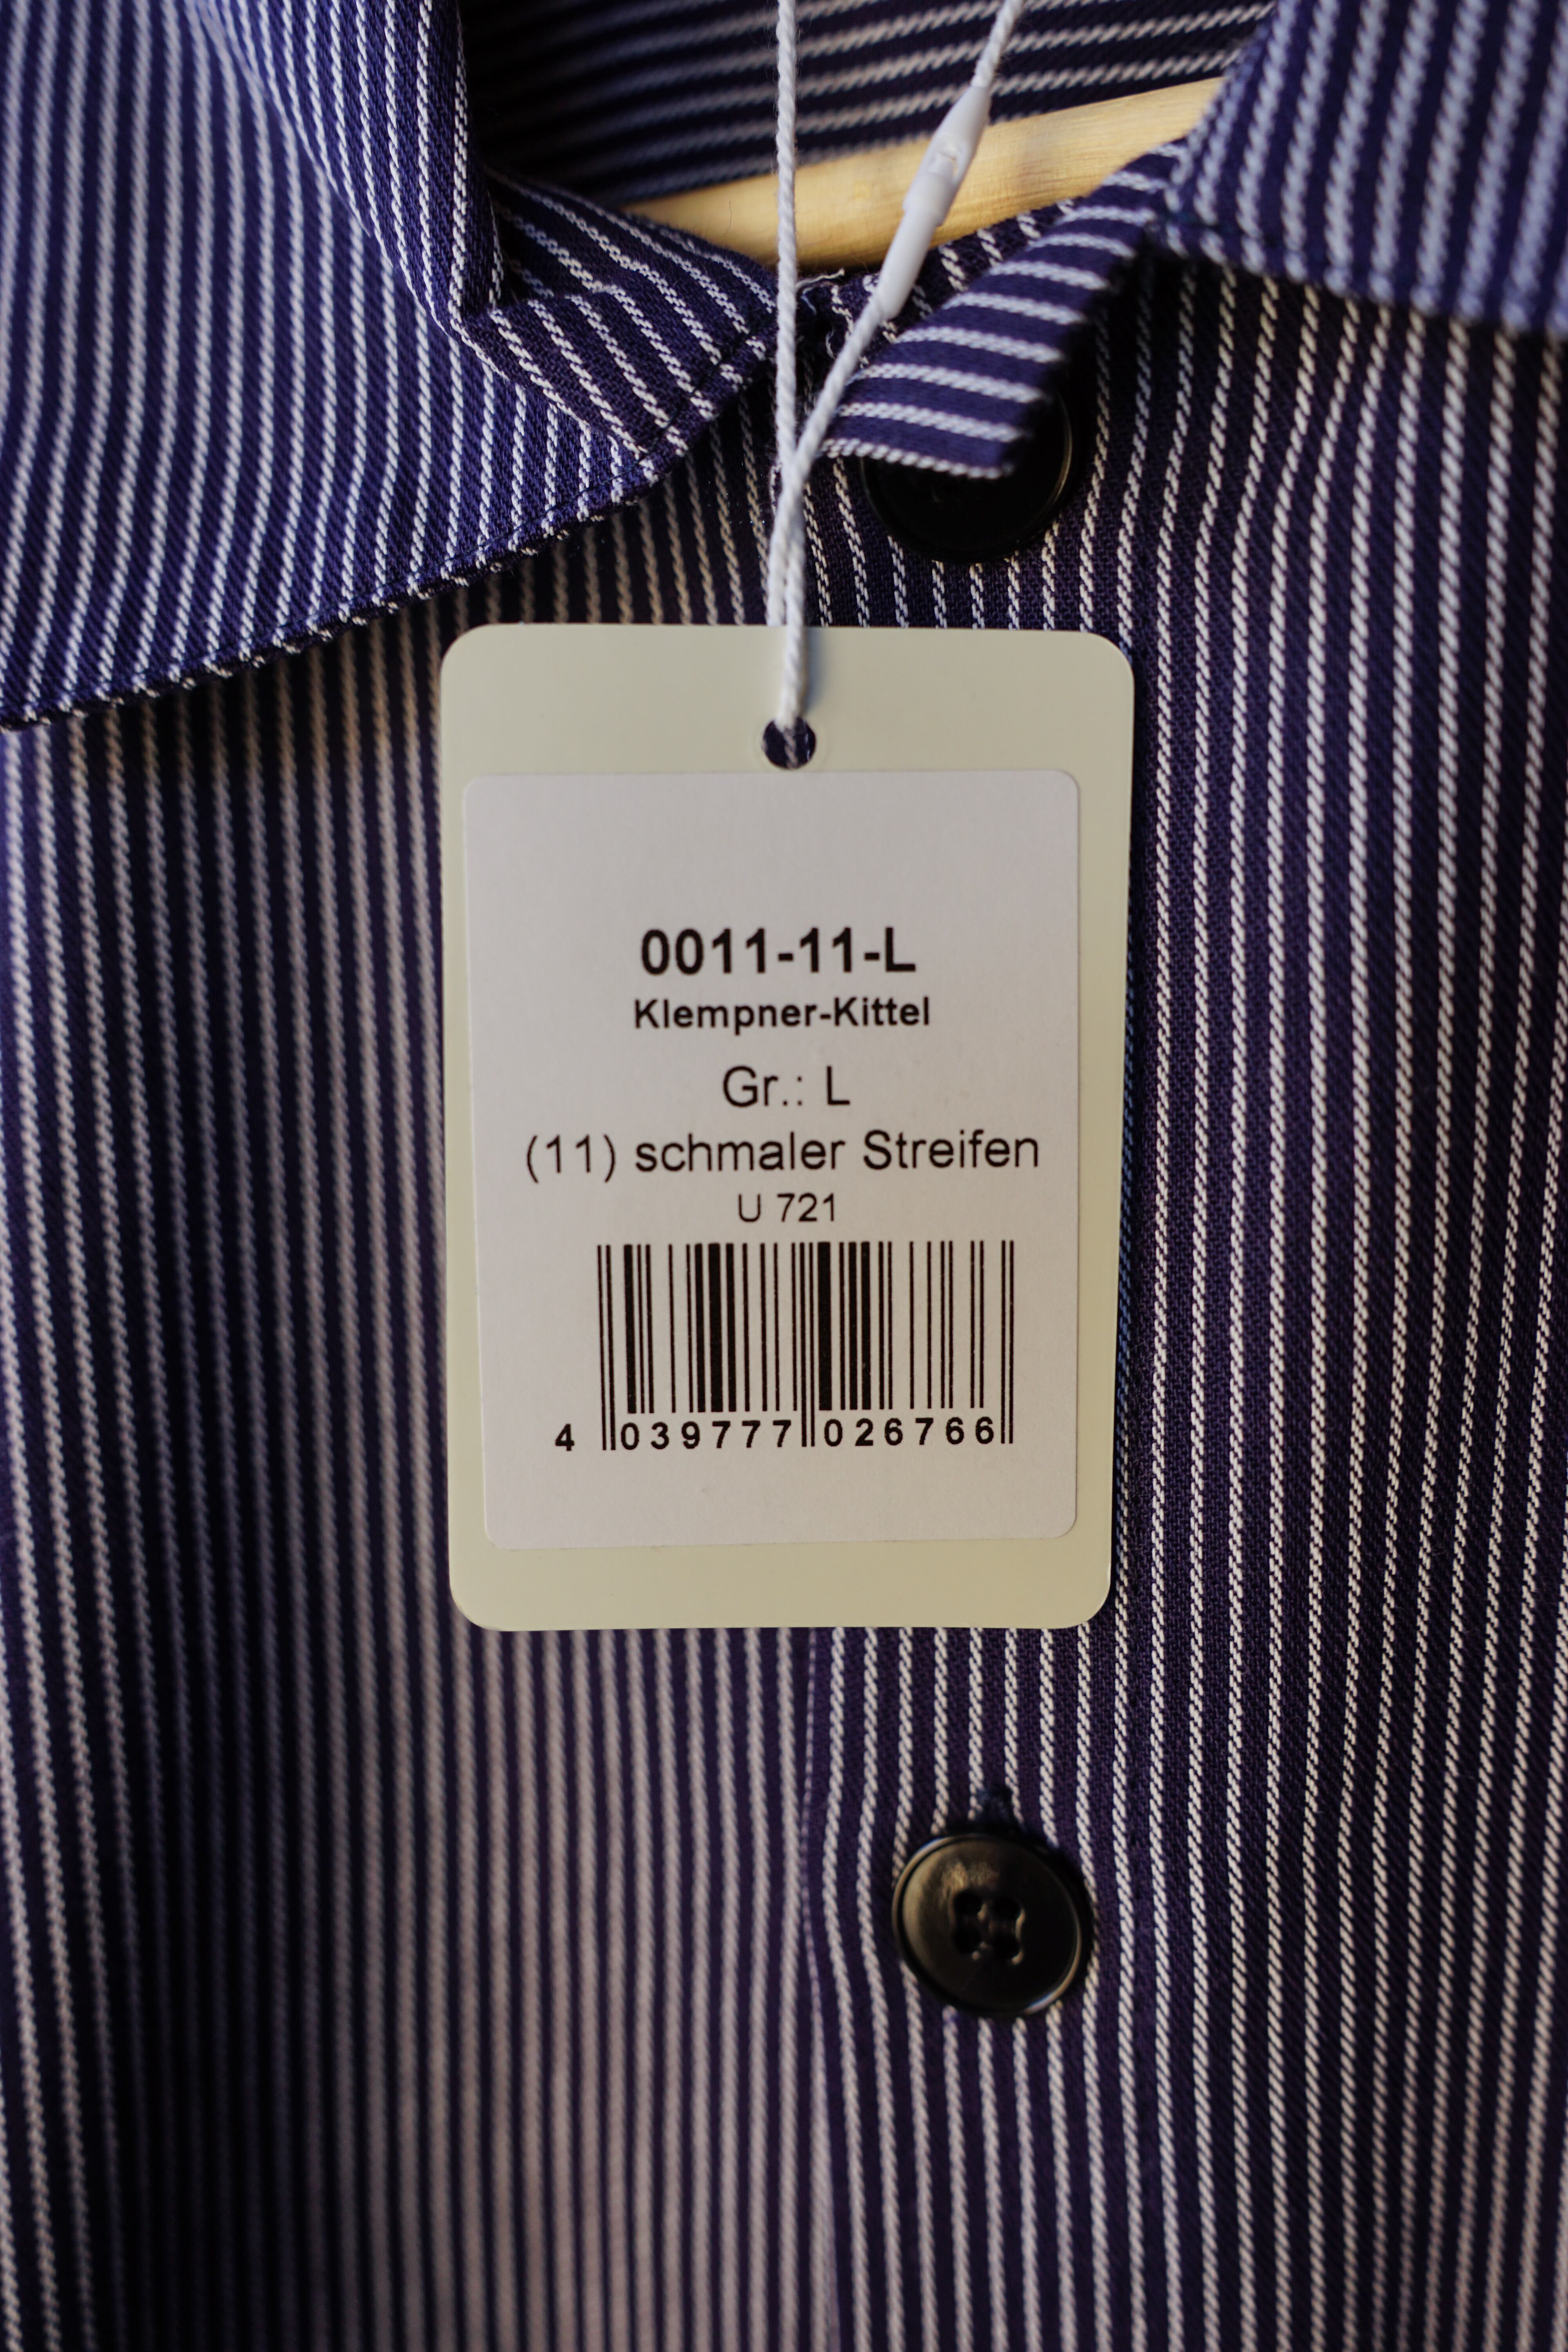 0011-11-L
Klempner-Kittel
Gr.: L
(11) schmaler Streifen
U 721
4 039777 026766